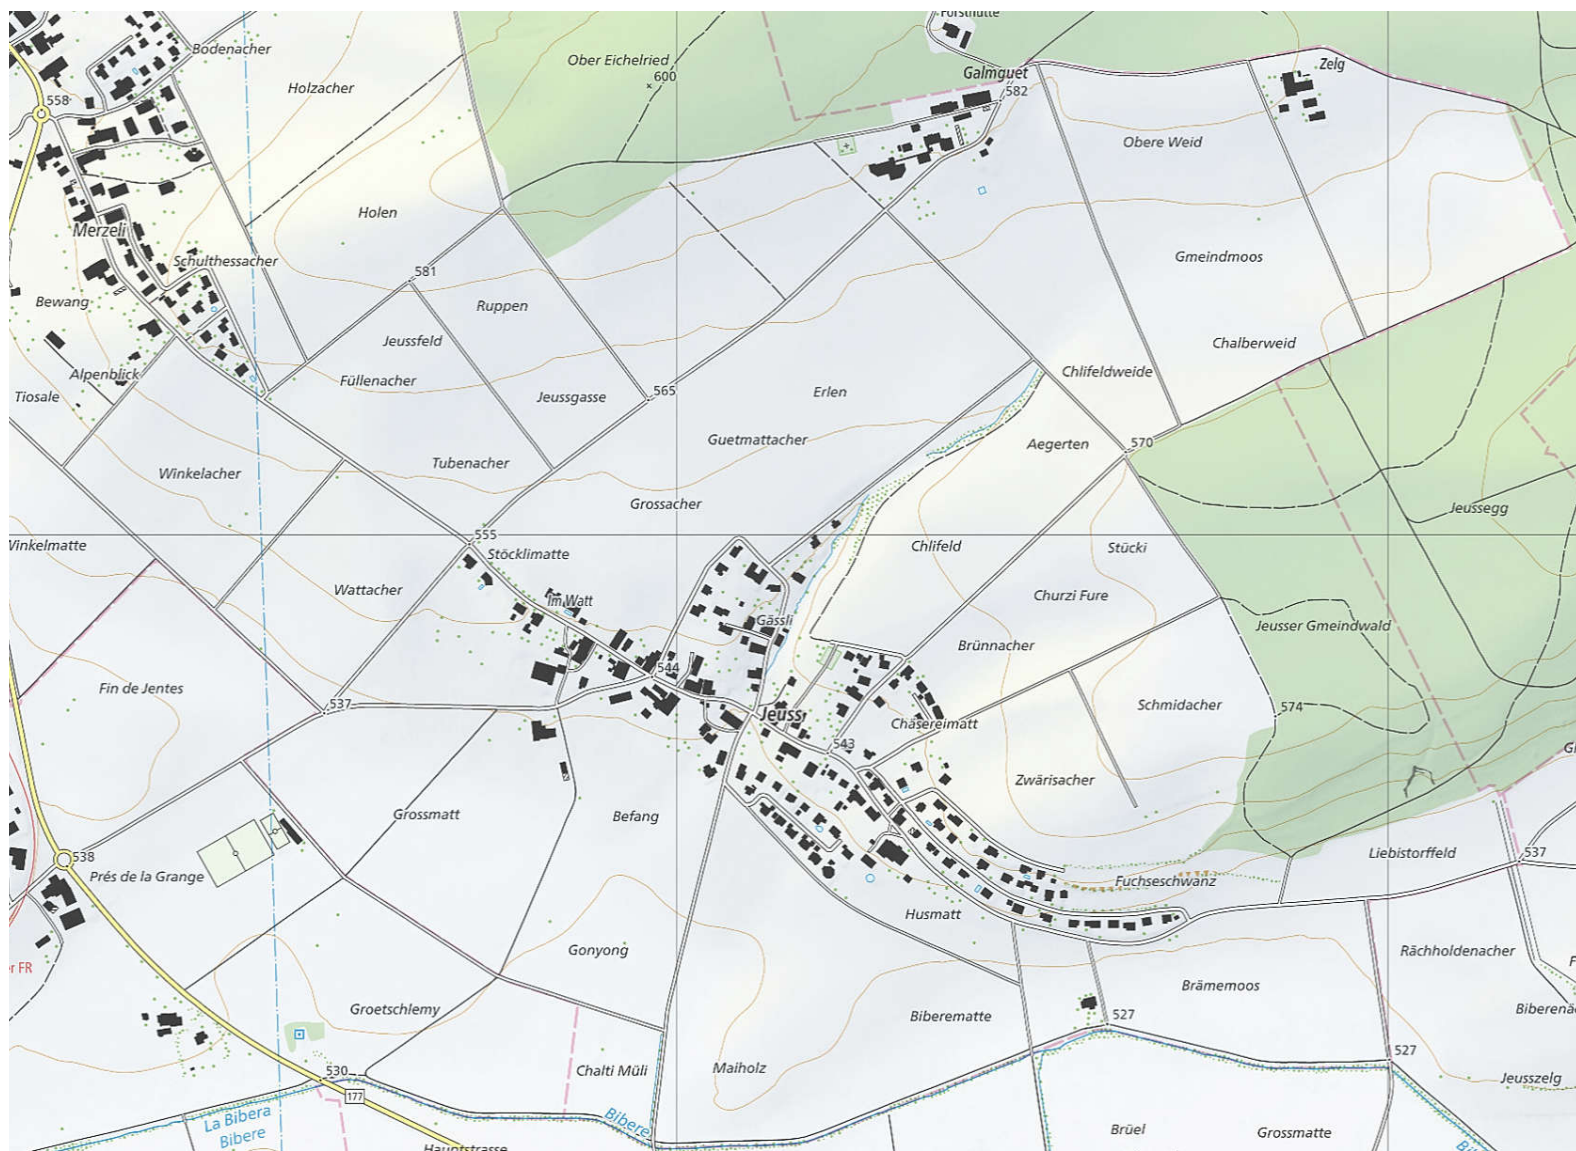 Forsthütte
Bodenacher
Ober Eichelried
600
Galmguet
582
Zelg
Holzacher
558
Obere Weid
Holen
Merzeli
Schulthessacher
581
Gmeindmoos
Bewang
Ruppen
Jeussfeld
Chalberweid
Alpenblick
Füllenacher
Chlifeldweide
Tiosale
Jeussgasse
565
Erlen
Guetmattacher
Aegerten
570
Winkelacher
Tubenacher
Grossacher
Jeussegg
555
Winkelmatte
Stöcklimatte
Chlifeld
Stücki
Wattacher
Im Watt
Churzi Fure
Gässli
Jeusser Gmeindwald
Brünnacher
544
Fin de Jentes
537
Jeuss
Chäsereimatt
Schmidacher
574
543
Zwärisacher
Grossmatt
Befang
538
Prés de la Grange
Liebistorffeld
537
Fuchseschwanz
Husmatt
Gonyong
Rächholdenacher
er FR
Brämemoos
Groetschlemy
Biberematte
527
Biberenä
527
530
Chalti Müli
Maiholz
Jeusszelg
177
La Bibera
Bibere
Bibere
Brüel
Grossmatte
Hauptstrasse